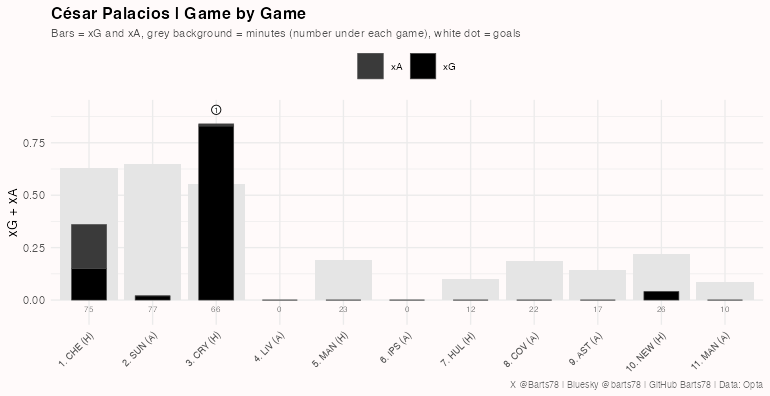 César Palacios | Game by Game
Bars = xG and xA, grey background = minutes (number under each game), white dot = goals
xA xG
1
xG + xA
0.75
0.50
0.25
0.00
75 77 66 0 23 0 12 22 17 26 10
1. CHE (H) 2. SUN (A) 3. CRY (H) 4. LIV (A) 5. MAN (H) 6. IPS (A) 7. HUL (H) 8. COV (A) 9. AST (A) 10. NEW (H) 11. MAN (A)
X @Barts78 | Bluesky @barts78 | GitHub Barts78 | Data: Opta